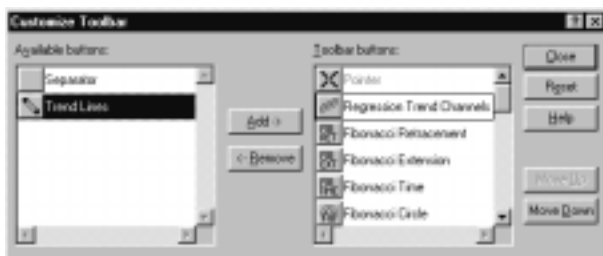 Customize Toolbar
Available buttons:
Separator
Trend Lines
Add ->
<- Remove
Toolbar buttons:
Pointer
Regression Trend Channels
Fibonacci Retracement
Fibonacci Extension
Fibonacci Time
Fibonacci Circle
Close
Reset
Help
Move Up
Move Down